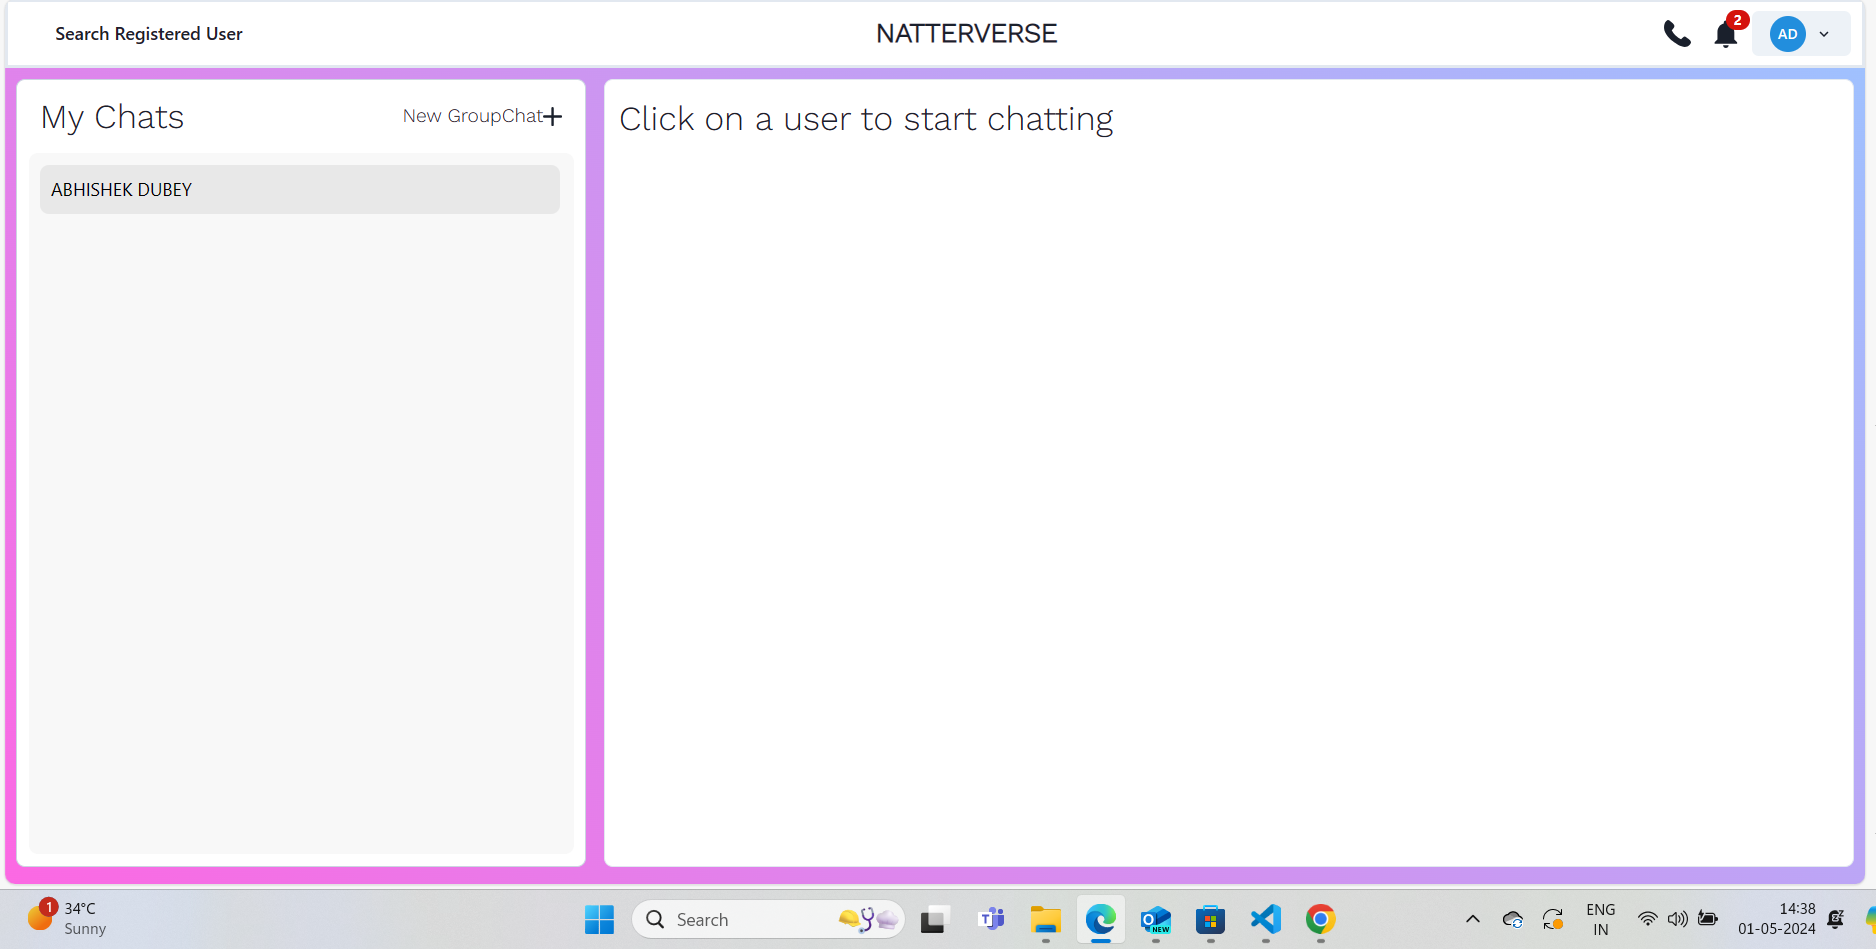 Search Registered User
NATTERVERSE
2
AD
My Chats
New GroupChat+
Click on a user to start chatting
ABHISHEK DUBEY
1
34°C
Sunny
Search
T
O
NEW
ENG
IN
14:38
01-05-2024